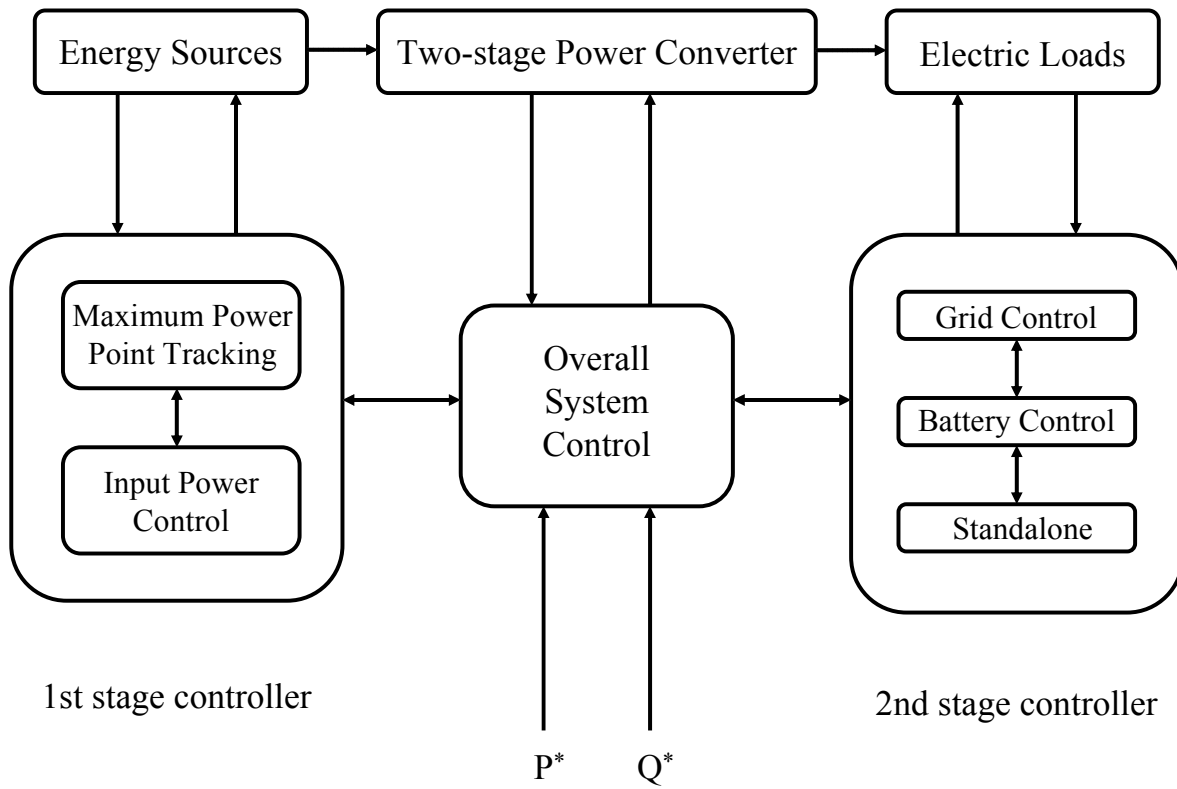 Energy Sources
Two-stage Power Converter
Electric Loads
Maximum Power
Point Tracking
Input Power
Control
Overall
System
Control
Grid Control
Battery Control
Standalone
1st stage controller
2nd stage controller
P*
Q*